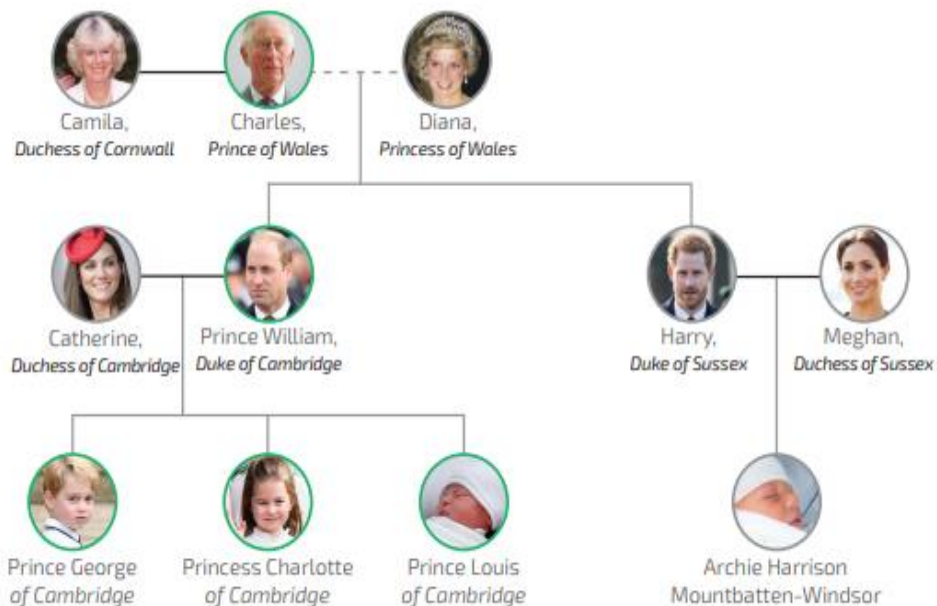 Camila,
Duchess of Cornwall
Charles,
Prince of Wales
Diana,
Princess of Wales
Catherine,
Duchess of Cambridge
Prince William,
Duke of Cambridge
Harry,
Duke of Sussex
Meghan,
Duchess of Sussex
Prince George
of Cambridge
Princess Charlotte
of Cambridge
Prince Louis
of Cambridge
Archie Harrison
Mountbatten-Windsor